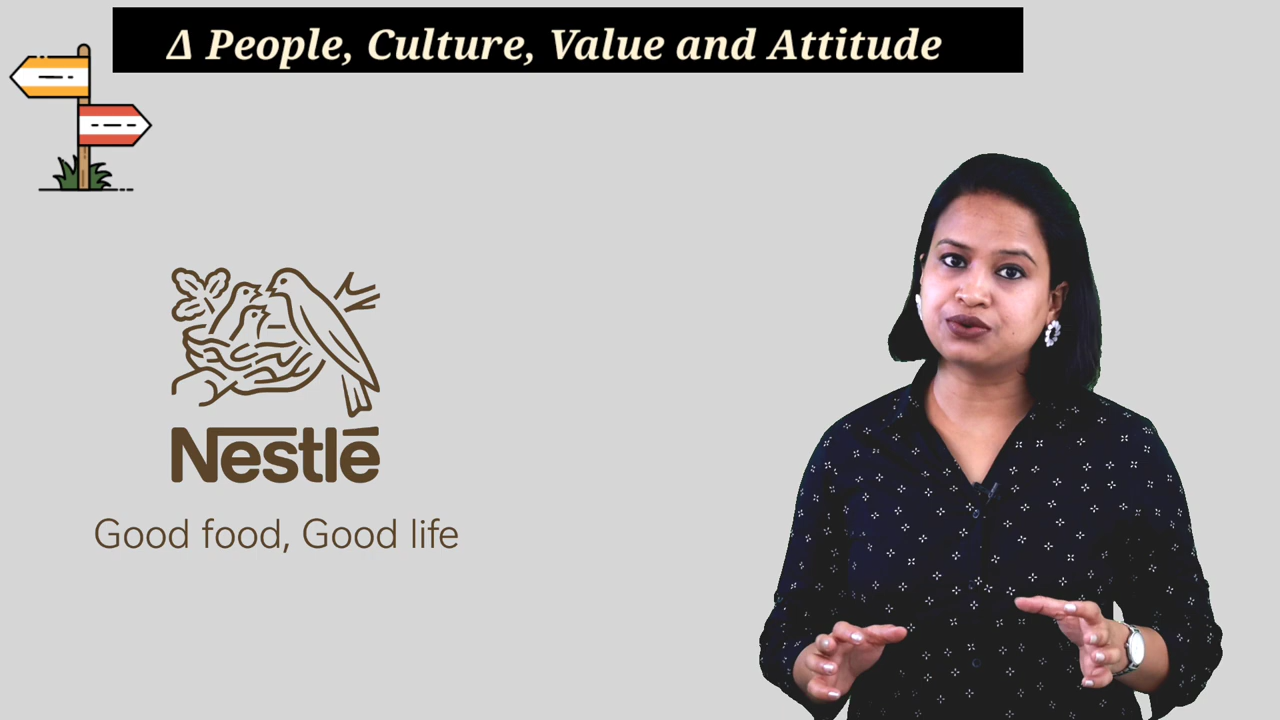 Δ People, Culture, Value and Attitude
Nestlé
Good food, Good life